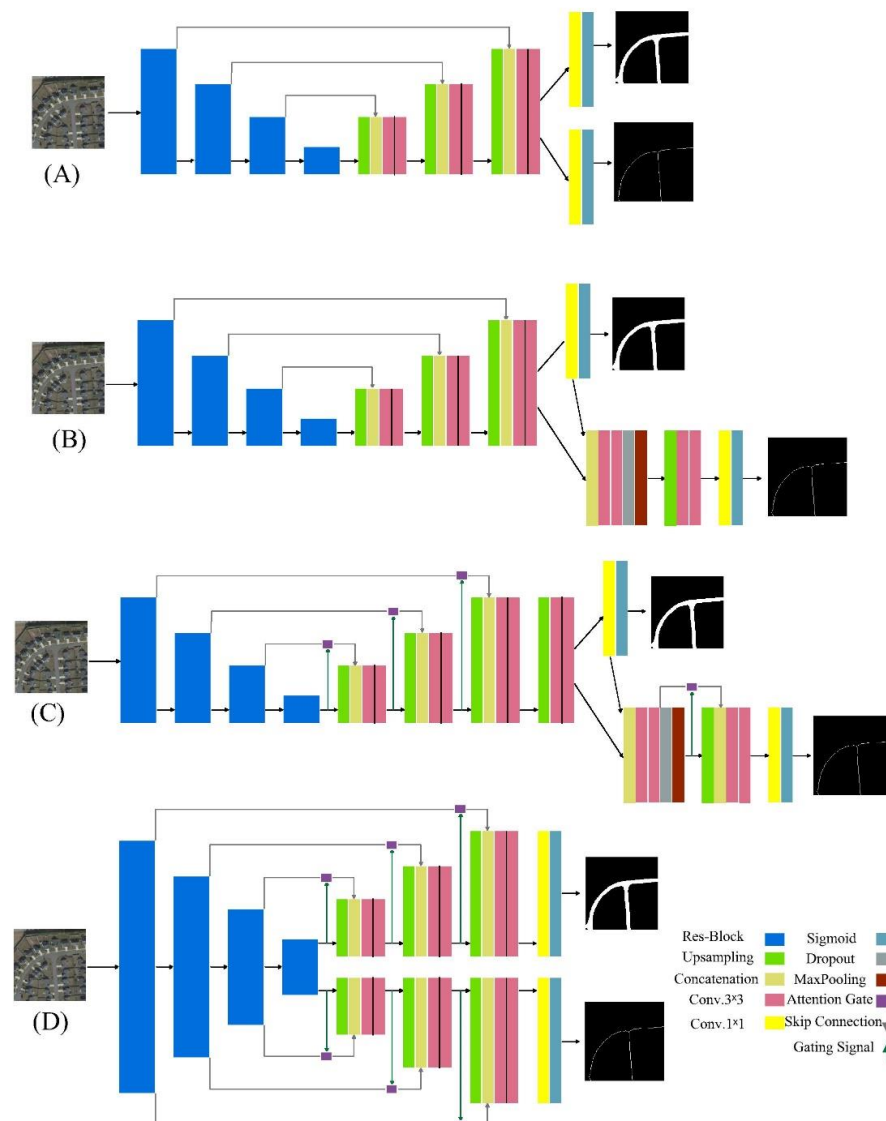 (A)
(B)
(C)
(D)
Res-Block Sigmoid
Upsampling Dropout
Concatenation MaxPooling
Conv.3×3 Attention Gate
Conv.1×1 Skip Connection
Gating Signal